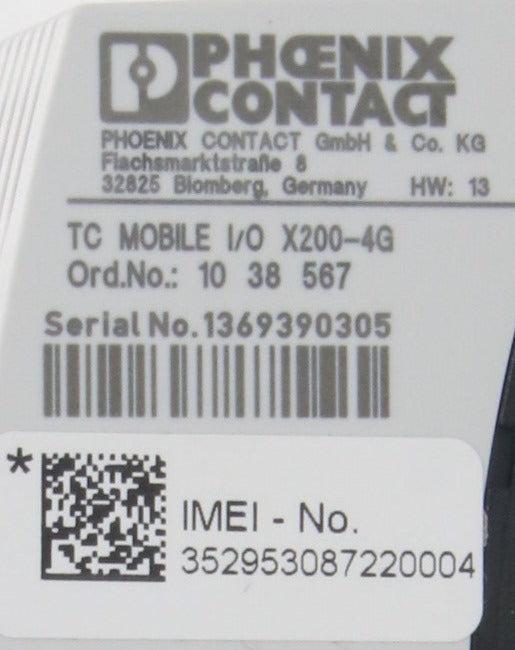 PHŒNIX
CONTACT
PHOENIX CONTACT GmbH & Co. KG
Flachsmarktstraße 8
32825 Blomberg, Germany HW: 13
TC MOBILE I/O X200-4G
Ord.No.: 10 38 567
Serial No.1369390305
*
IMEI - No.
352953087220004